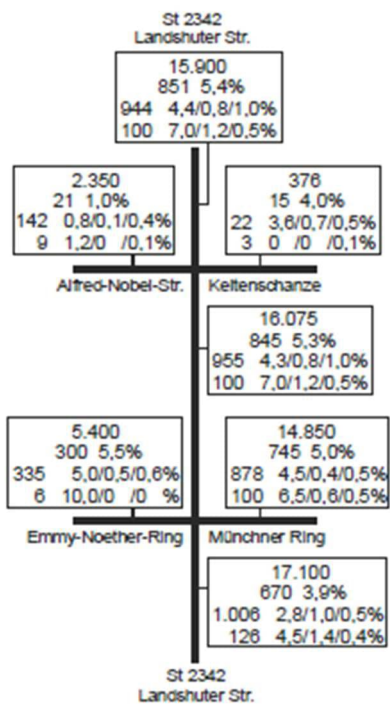 St 2342
Landshuter Str.
15.900
851 5,4%
944 4,4/0,8/1,0%
100 7,0/1,2/0,5%
2.350
21 1,0%
142 0,8/0,1/0,4%
9 1,2/0 /0,1%
376
15 4,0%
22 3,6/0,7/0,5%
3 0 /0 /0,1%
Alfred-Nobel-Str.
Keltenschanze
16.075
845 5,3%
955 4,3/0,8/1,0%
100 7,0/1,2/0,5%
5.400
300 5,5%
335 5,0/0,5/0,6%
6 10,0/0 /0 %
14.850
745 5,0%
878 4,5/0,4/0,5%
100 6,5/0,6/0,5%
Emmy-Noether-Ring
Münchner Ring
17.100
670 3,9%
1.006 2,8/1,0/0,5%
126 4,5/1,4/0,4%
St 2342
Landshuter Str.